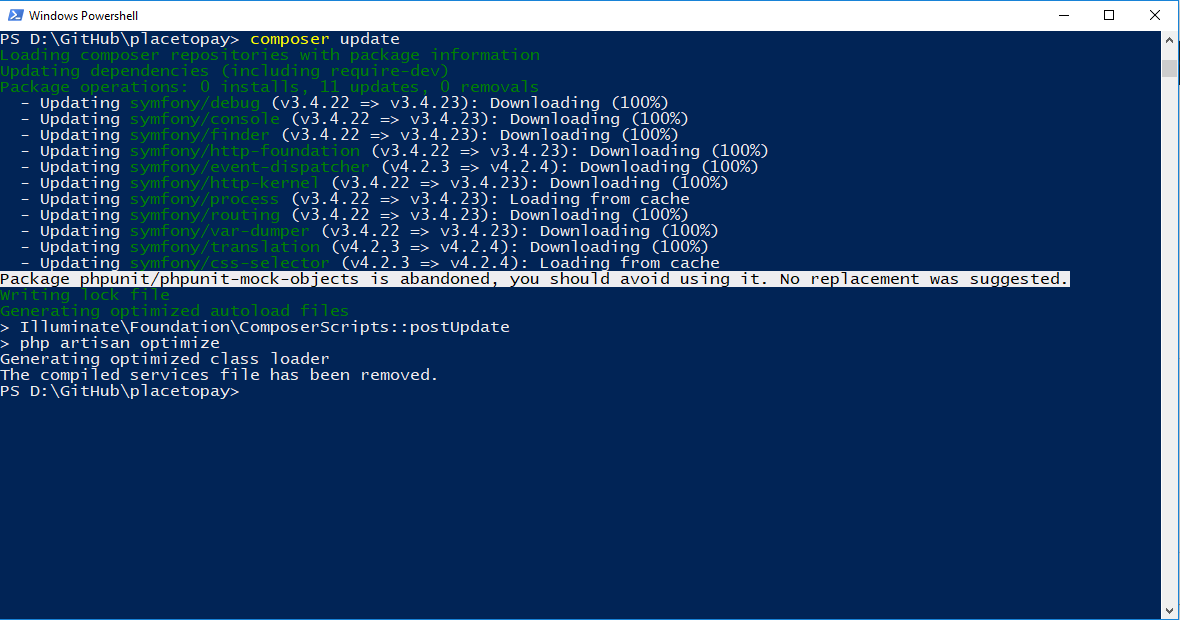 Windows Powershell
PS D:\GitHub\placetopay> composer update
Loading composer repositories with package information
Updating dependencies (including require-dev)
Package operations: 0 installs, 11 updates, 0 removals
  - Updating symfony/debug (v3.4.22 => v3.4.23): Downloading (100%)
  - Updating symfony/console (v3.4.22 => v3.4.23): Downloading (100%)
  - Updating symfony/finder (v3.4.22 => v3.4.23): Downloading (100%)
  - Updating symfony/http-foundation (v3.4.22 => v3.4.23): Downloading (100%)
  - Updating symfony/event-dispatcher (v4.2.3 => v4.2.4): Downloading (100%)
  - Updating symfony/http-kernel (v3.4.22 => v3.4.23): Downloading (100%)
  - Updating symfony/process (v3.4.22 => v3.4.23): Loading from cache
  - Updating symfony/routing (v3.4.22 => v3.4.23): Downloading (100%)
  - Updating symfony/var-dumper (v3.4.22 => v3.4.23): Downloading (100%)
  - Updating symfony/translation (v4.2.3 => v4.2.4): Downloading (100%)
  - Updating symfony/css-selector (v4.2.3 => v4.2.4): Loading from cache
Package phpunit/phpunit-mock-objects is abandoned, you should avoid using it. No replacement was suggested.
Writing lock file
Generating optimized autoload files
> Illuminate\Foundation\ComposerScripts::postUpdate
> php artisan optimize
Generating optimized class loader
The compiled services file has been removed.
PS D:\GitHub\placetopay>